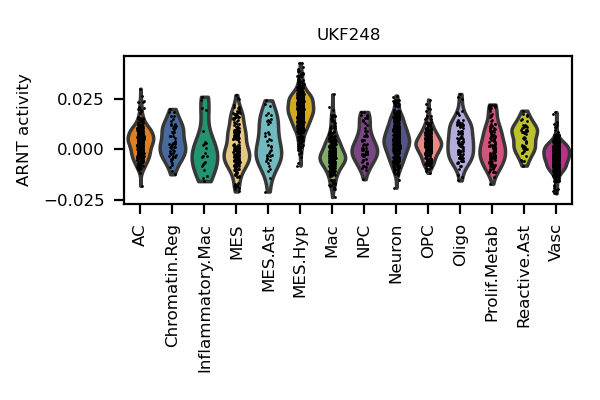 UKF248
ARNT activity
0.025
0.000
−0.025
AC
Chromatin.Reg
Inflammatory.Mac
MES
MES.Ast
MES.Hyp
Mac
NPC
Neuron
OPC
Oligo
Prolif.Metab
Reactive.Ast
Vasc